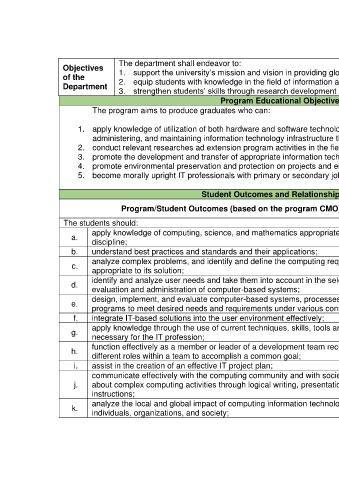 Objectives
of the
Department
The department shall endeavor to:
1. support the university's mission and vision in providing glo
2. equip students with knowledge in the field of information a
3. strengthen students' skills through research development
Program Educational Objective
The program aims to produce graduates who can:
1. apply knowledge of utilization of both hardware and software technolo
administering, and maintaining information technology infrastructure t
2. conduct relevant researches ad extension program activities in the fie
3. promote the development and transfer of appropriate information tech
4. promote environmental preservation and protection on projects and e
5. become morally upright IT professionals with primary or secondary jo
Student Outcomes and Relationship
Program/Student Outcomes (based on the program CMO
The students should:
a. apply knowledge of computing, science, and mathematics appropriate
discipline;
b. understand best practices and standards and their applications;
c. analyze complex problems, and identify and define the computing req
appropriate to its solution;
d. identify and analyze user needs and take them into account in the sele
evaluation and administration of computer-based systems;
e. design, implement, and evaluate computer-based systems, processes
programs to meet desired needs and requirements under various con
f. integrate IT-based solutions into the user environment effectively;
g. apply knowledge through the use of current techniques, skills, tools a
necessary for the IT profession;
h. function effectively as a member or leader of a development team rec
different roles within a team to accomplish a common goal;
i. assist in the creation of an effective IT project plan;
j. communicate effectively with the computing community and with socie
about complex computing activities through logical writing, presentatio
instructions;
k. analyze the local and global impact of computing information technolo
individuals, organizations, and society;